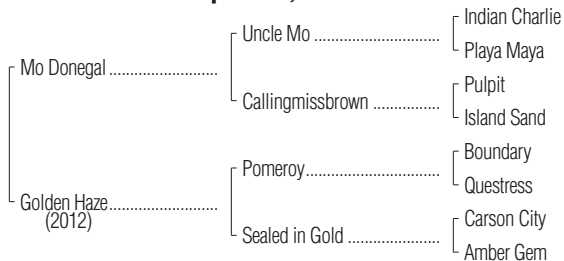 Indian Charlie
Uncle Mo ..............................
Playa Maya
Mo Donegal ..........................
Pulpit
Callingmissbrown ................
Island Sand
Boundary
Pomeroy................................
Questress
Golden Haze..........................
(2012)
Carson City
Sealed in Gold ......................
Amber Gem